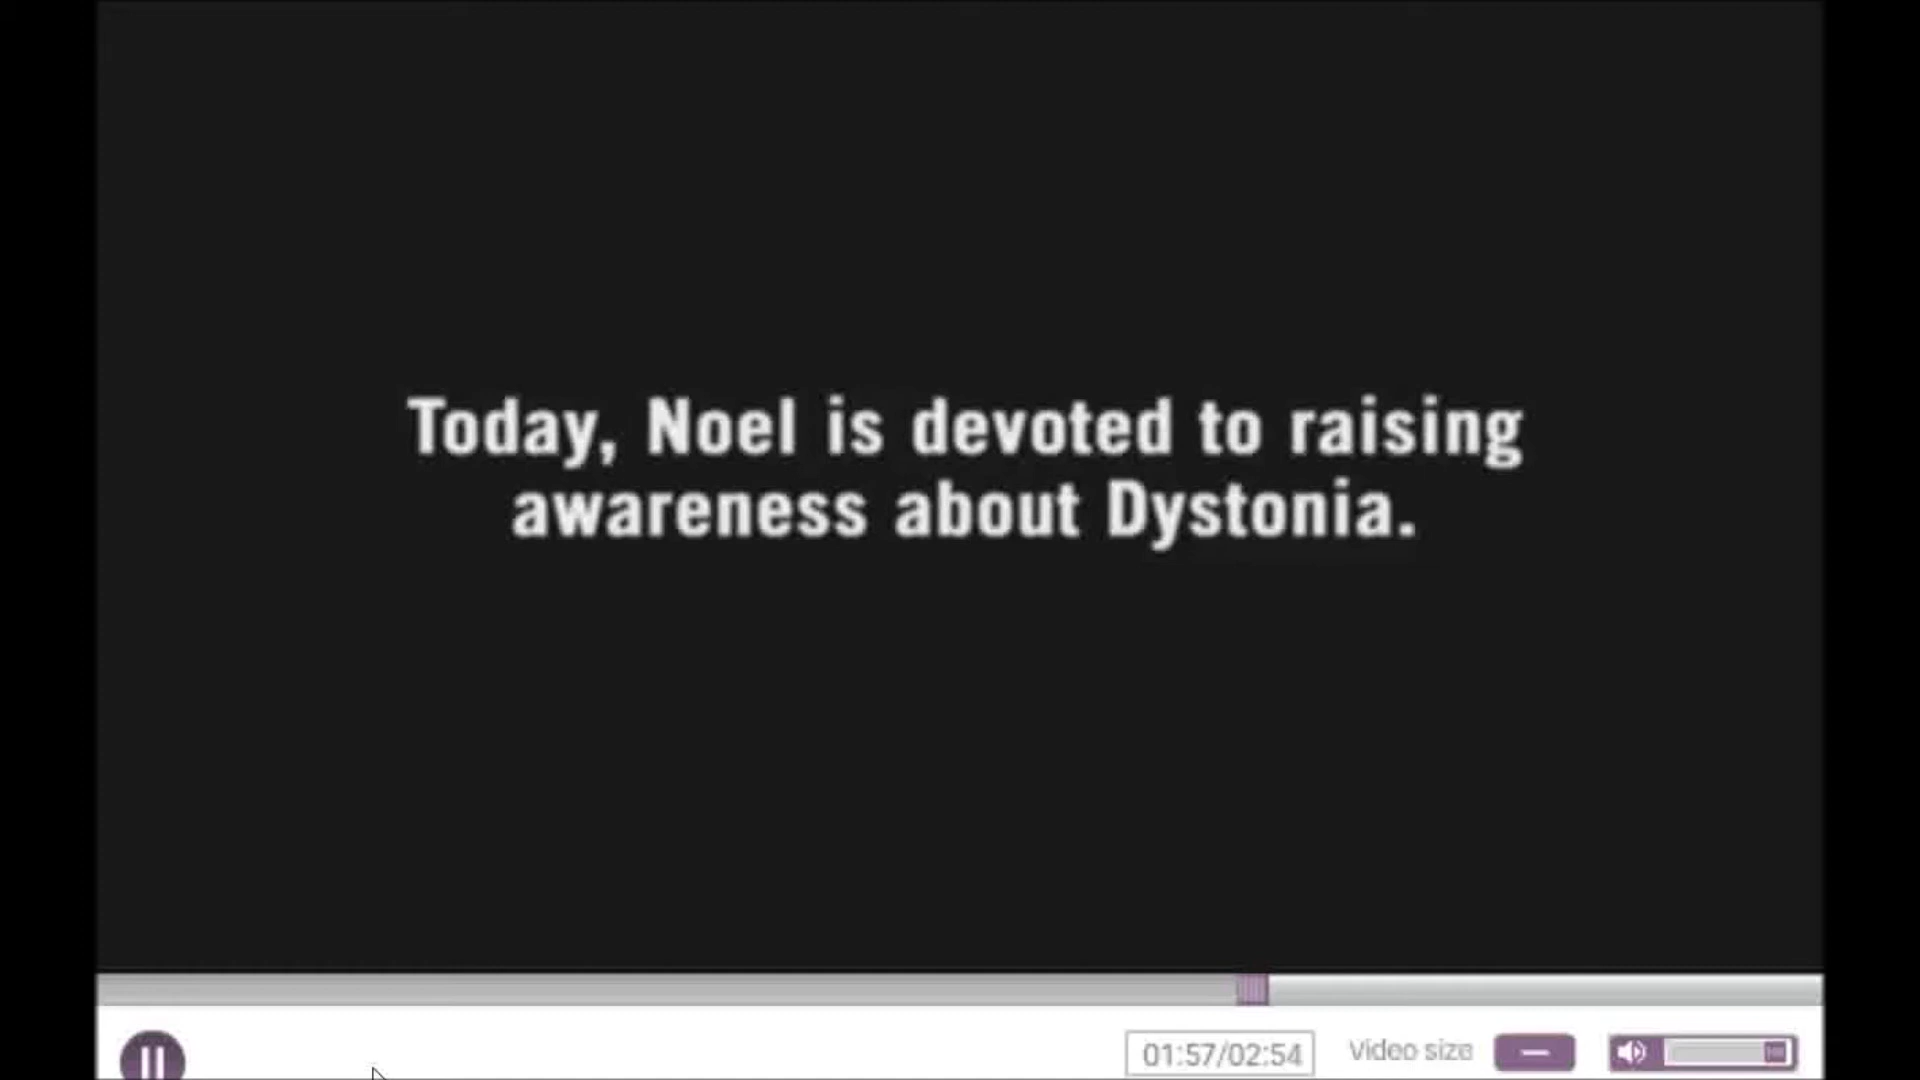 Today, Noel is devoted to raising
awareness about Dystonia.
01:57/02:54 Video size